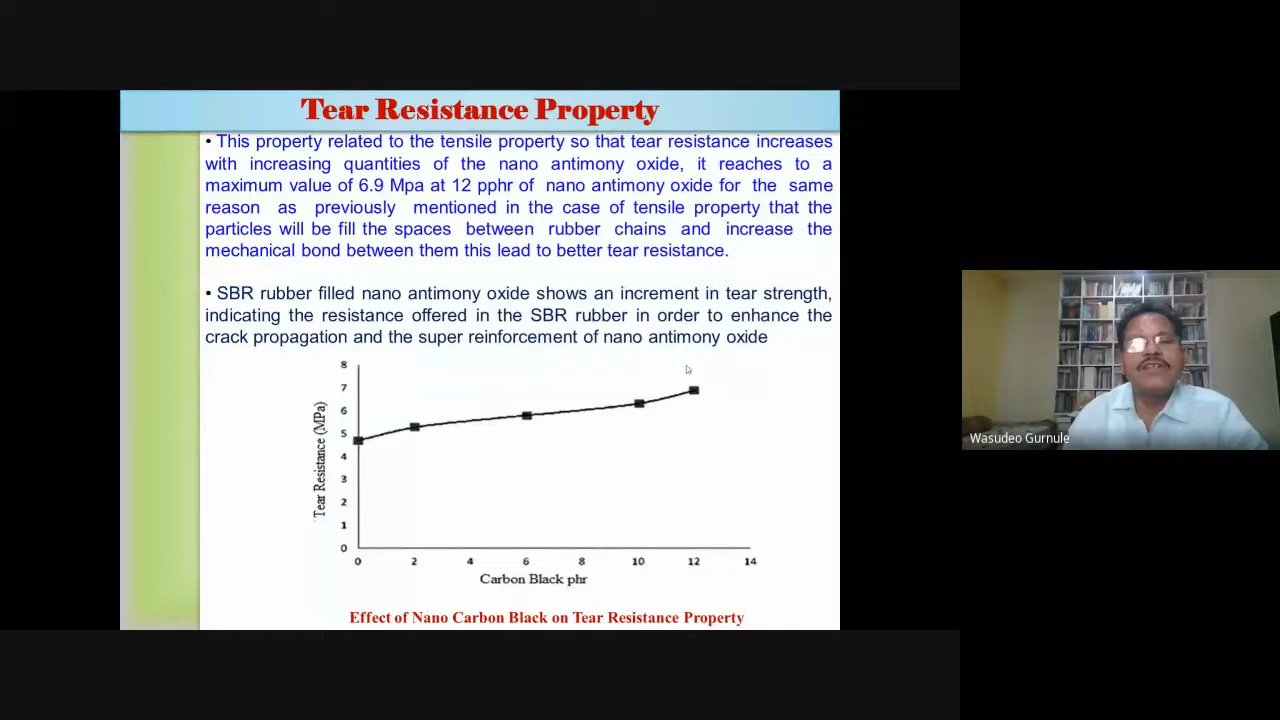 Tear Resistance Property
• This property related to the tensile property so that tear resistance increases
with increasing quantities of the nano antimony oxide, it reaches to a
maximum value of 6.9 Mpa at 12 pphr of nano antimony oxide for the same
reason as previously mentioned in the case of tensile property that the
particles will be fill the spaces between rubber chains and increase the
mechanical bond between them this lead to better tear resistance.
• SBR rubber filled nano antimony oxide shows an increment in tear strength,
indicating the resistance offered in the SBR rubber in order to enhance the
crack propagation and the super reinforcement of nano antimony oxide
8
7
6
5
4
3
2
1
0
Tear Resistance (MPa)
0 2 4 6 8 10 12 14
Carbon Black phr
Effect of Nano Carbon Black on Tear Resistance Property
Wasudeo Gurnule